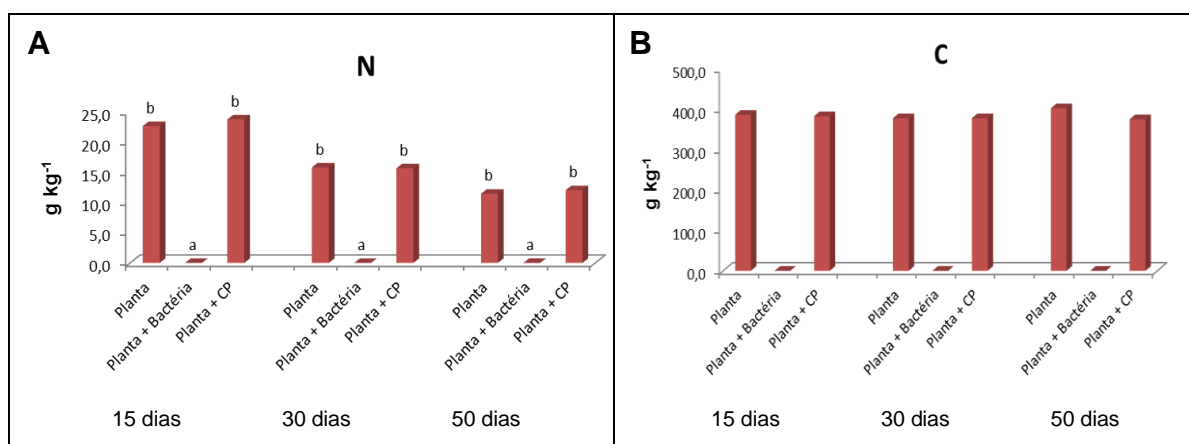 A
N
g kg⁻¹
25,0
20,0
15,0
10,0
5,0
0,0
b
a
b
b
a
b
b
a
b
Planta
Planta + Bactéria
Planta + CP
Planta
Planta + Bactéria
Planta + CP
Planta
Planta + Bactéria
Planta + CP
15 dias
30 dias
50 dias
B
C
g kg⁻¹
500,0
400,0
300,0
200,0
100,0
0,0
Planta
Planta + Bactéria
Planta + CP
Planta
Planta + Bactéria
Planta + CP
Planta
Planta + Bactéria
Planta + CP
15 dias
30 dias
50 dias